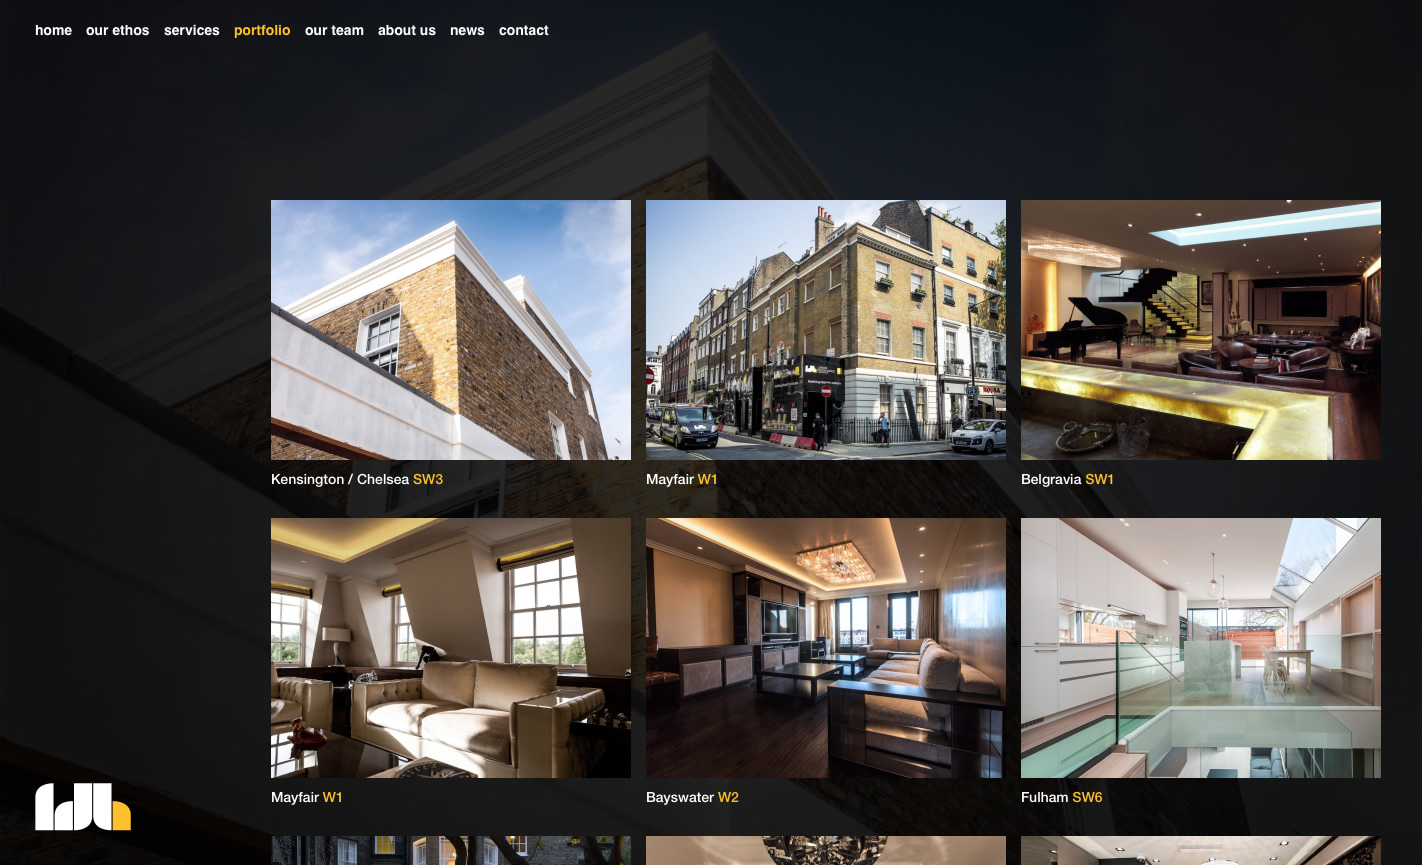 home our ethos services portfolio our team about us news contact
Kensington / Chelsea SW3
Mayfair W1
Belgravia SW1
Mayfair W1
Bayswater W2
Fulham SW6